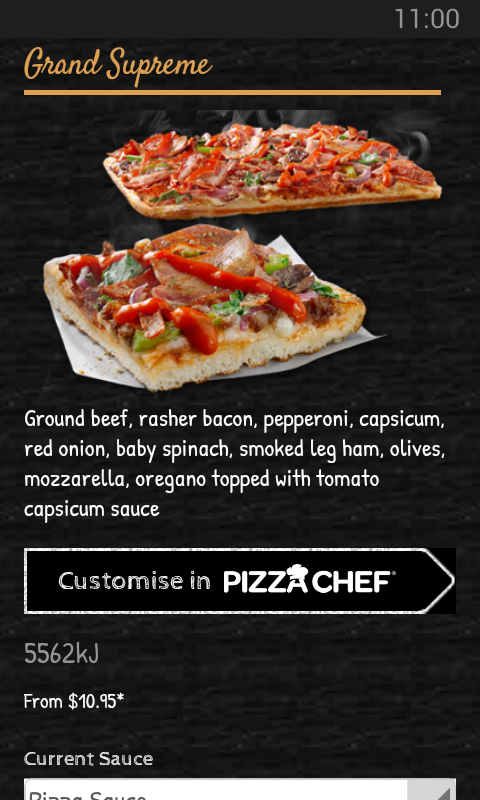 11:00
Grand Supreme
Ground beef, rasher bacon, pepperoni, capsicum,
red onion, baby spinach, smoked leg ham, olives,
mozzarella, oregano topped with tomato
capsicum sauce
Customise in PIZZA CHEF®
5562kJ
From $10.95*
Current Sauce
Pizza Sauce